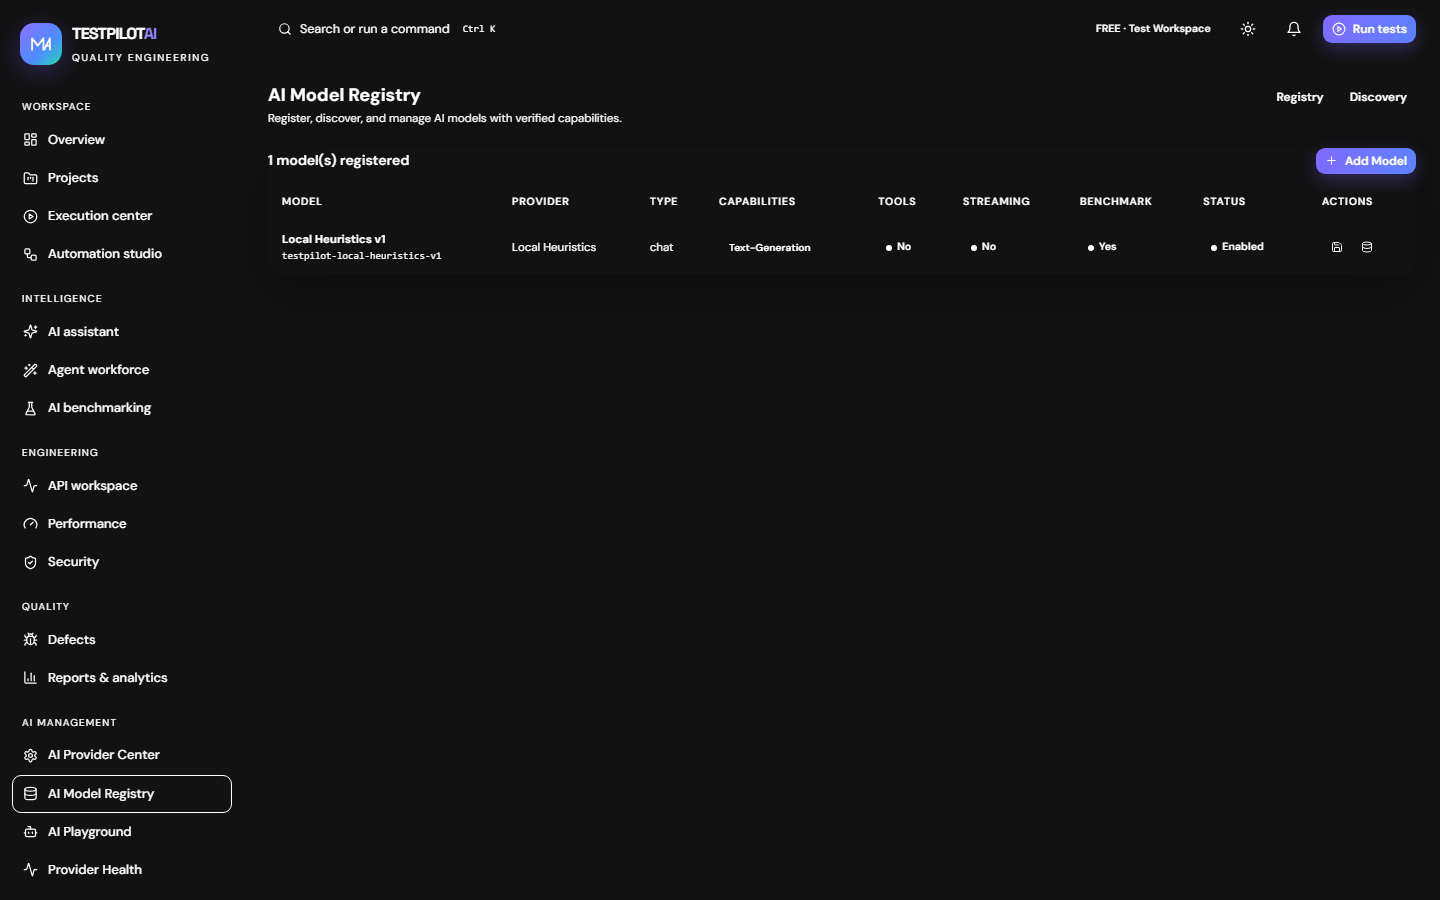 TESTPILOTAI
QUALITY ENGINEERING
WORKSPACE
Overview
Projects
Execution center
Automation studio
INTELLIGENCE
AI assistant
Agent workforce
AI benchmarking
ENGINEERING
API workspace
Performance
Security
QUALITY
Defects
Reports & analytics
AI MANAGEMENT
AI Provider Center
AI Model Registry
AI Playground
Provider Health
Search or run a command Ctrl K
FREE · Test Workspace
Run tests
AI Model Registry
Register, discover, and manage AI models with verified capabilities.
Registry Discovery
1 model(s) registered
Add Model
MODEL PROVIDER TYPE CAPABILITIES TOOLS STREAMING BENCHMARK STATUS ACTIONS
Local Heuristics v1
testpilot-local-heuristics-v1
Local Heuristics chat Text-Generation No No Yes Enabled